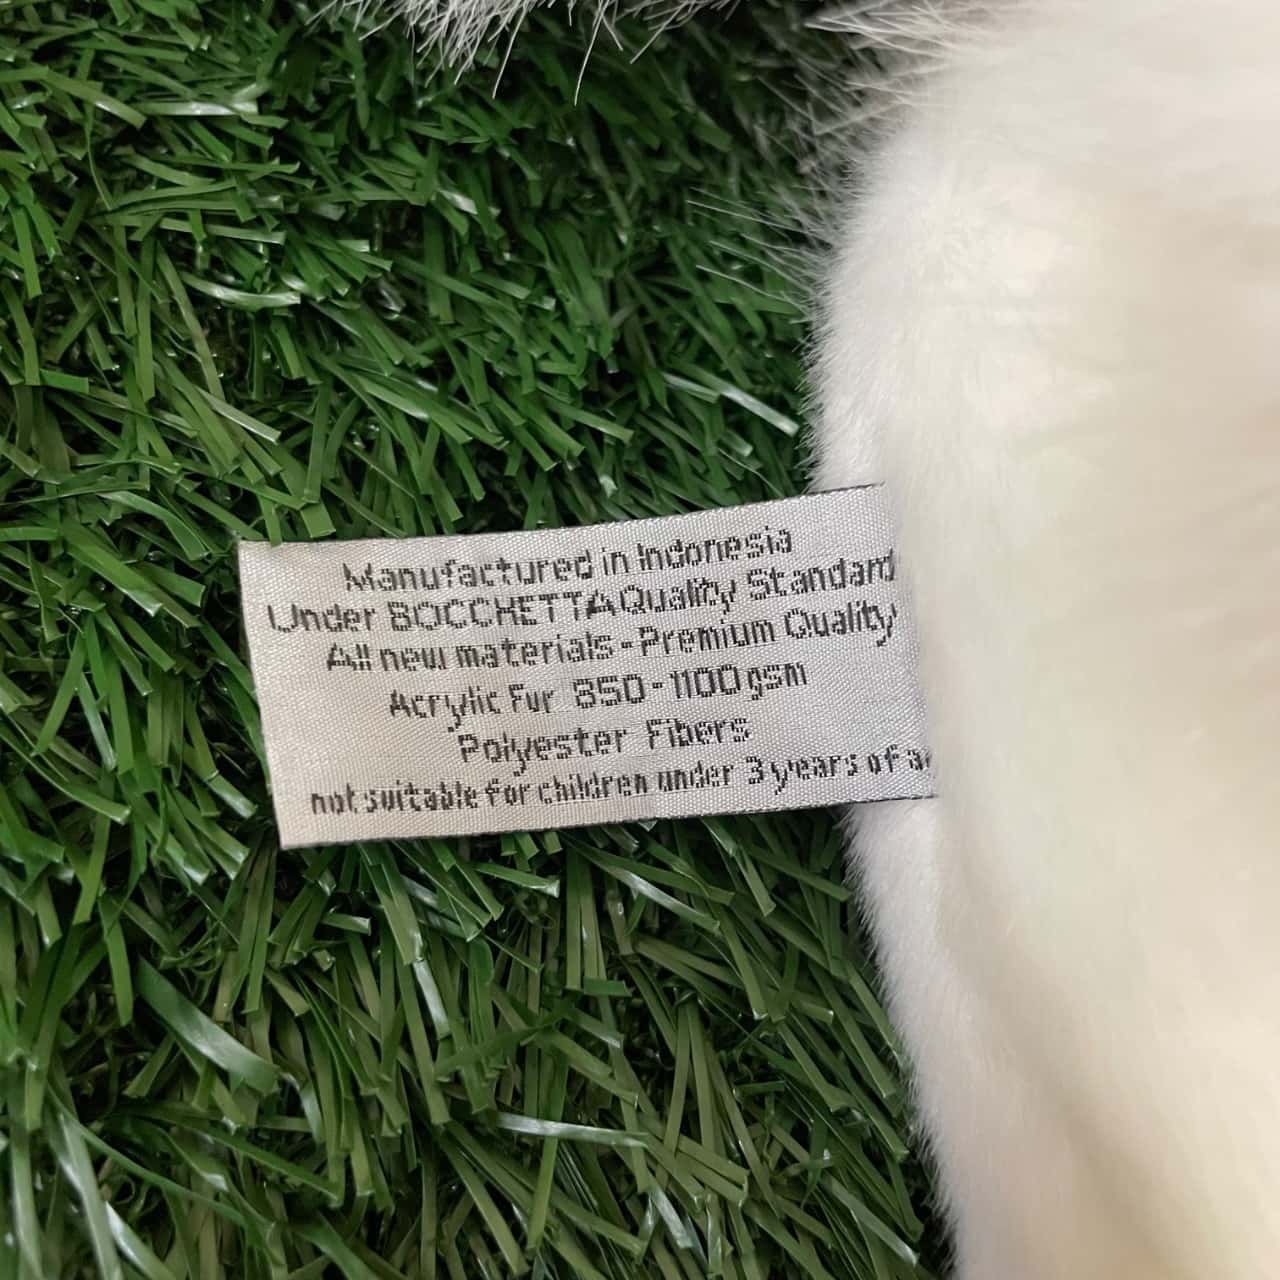 Manufactured in Indonesia
Under BOCCHETTA Quality Standard
All new materials - Premium Quality
Acrylic Fur 850 - 1100 gsm
Polyester Fibers
not suitable for children under 3 years of